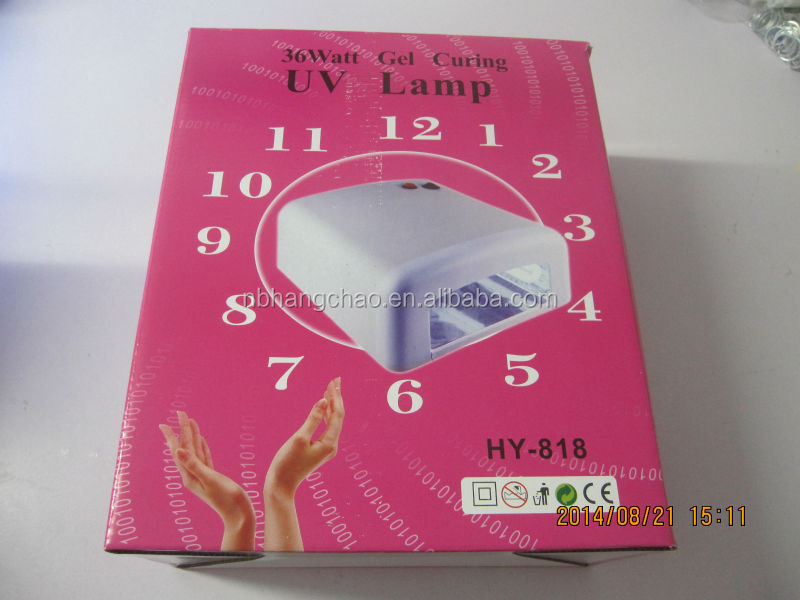 36Watt Gel Curing
UV Lamp
12
11
1
10
2
9
3
8
4
7
5
6
nbhangchao.en.alibaba.com
HY-818
CE
2014/08/21 15:11